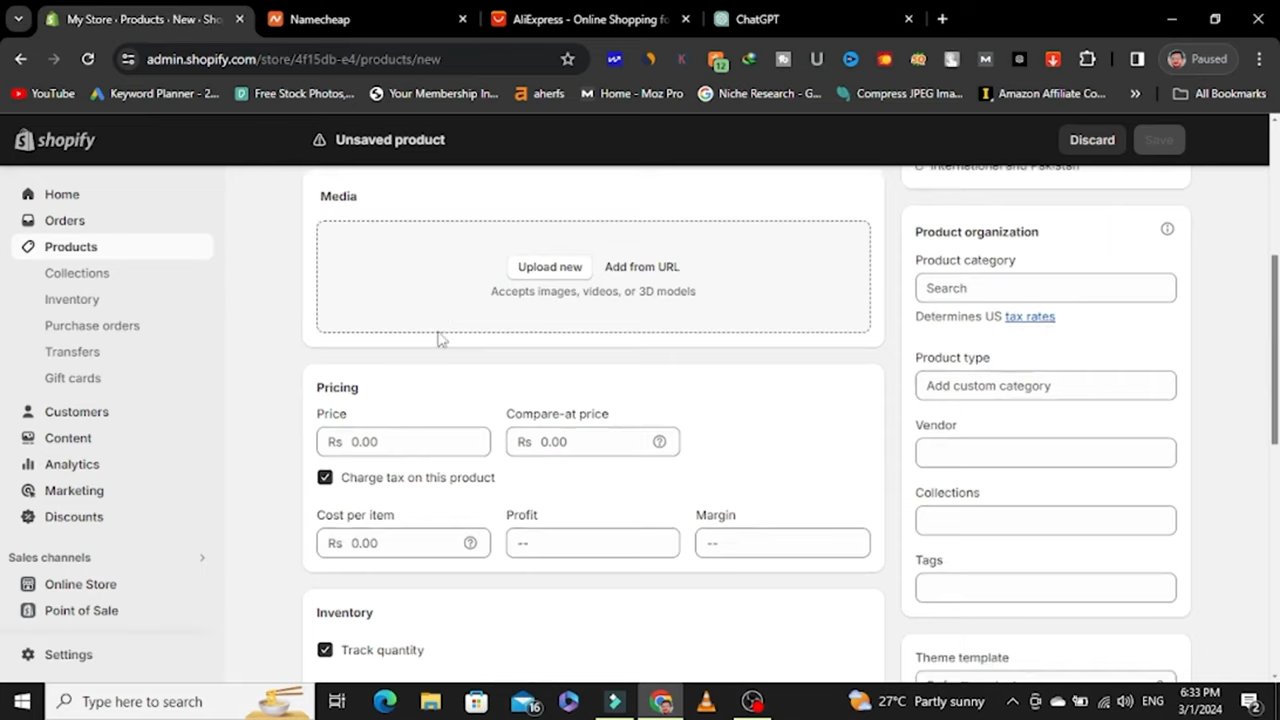 My Store · Products · New · Sho
Namecheap
AliExpress - Online Shopping fo
ChatGPT
admin.shopify.com/store/4f15db-e4/products/new
12
Paused
YouTube
Keyword Planner - 2...
Free Stock Photos,...
Your Membership In...
aherfs
Home - Moz Pro
Niche Research - G...
Compress JPEG Ima...
Amazon Affiliate Co...
All Bookmarks
shopify
Unsaved product
Discard
Save
Home
Orders
Products
Collections
Inventory
Purchase orders
Transfers
Gift cards
Customers
Content
Analytics
Marketing
Discounts
Sales channels
Online Store
Point of Sale
Settings
Media
Upload new
Add from URL
Accepts images, videos, or 3D models
Pricing
Price
Compare-at price
Rs 0.00
Rs 0.00
Charge tax on this product
Cost per item
Profit
Margin
Rs 0.00
--
--
Inventory
Track quantity
International and Pakistan
Product organization
Product category
Search
Determines US tax rates
Product type
Add custom category
Vendor
Collections
Tags
Theme template
Type here to search
16
27°C Partly sunny
ENG
6:33 PM
3/1/2024
2